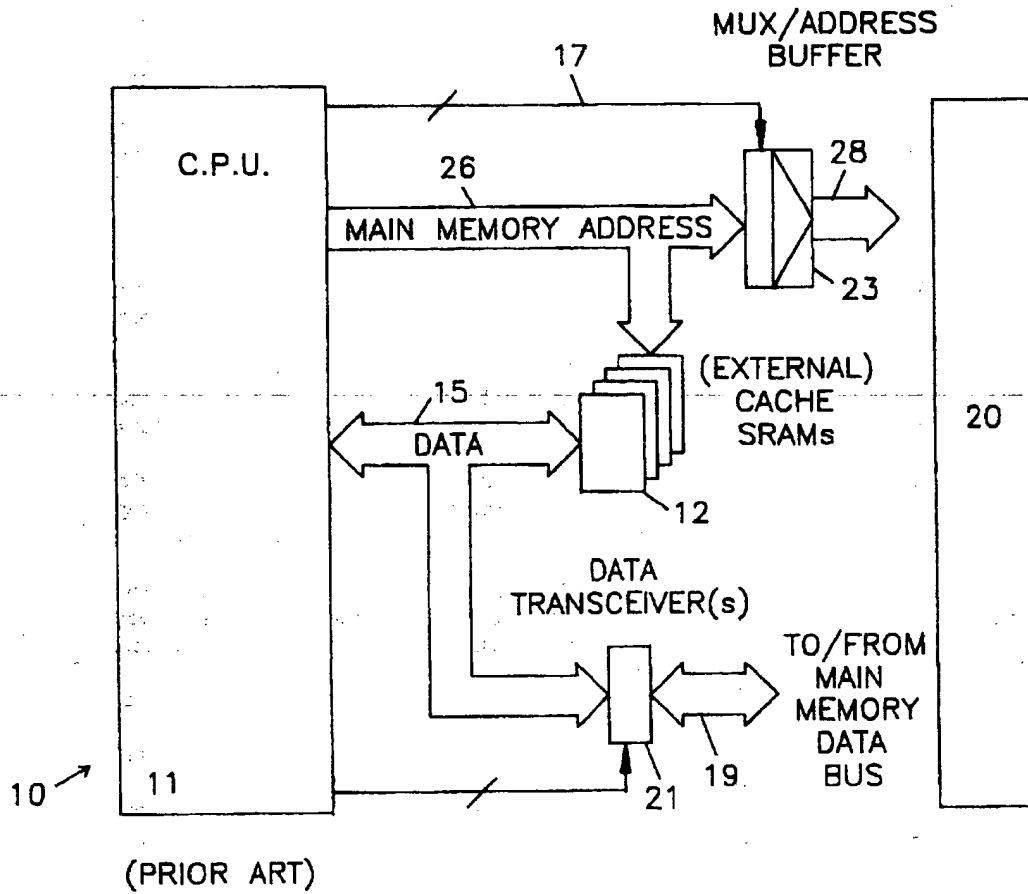 MUX/ADDRESS
BUFFER
17
C.P.U.
26
28
MAIN MEMORY ADDRESS
23
(EXTERNAL)
CACHE
SRAMs
15
DATA
20
12
DATA
TRANSCEIVER(s)
TO/FROM
MAIN
MEMORY
DATA
BUS
10
11
21
19
(PRIOR ART)